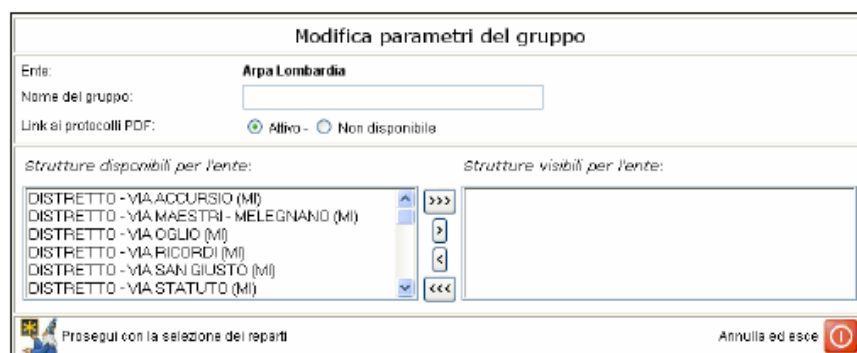 Modifica parametri del gruppo
Ente: Arpa Lombardia
Nome del gruppo:
Link ai protocolli PDF: Attivo - Non disponibile
Strutture disponibili per l'ente: Strutture visibili per l'ente:
DISTRETTO - VIA ACCURSIO (MI)
DISTRETTO - VIA MAESTRI - MELEGNANO (MI)
DISTRETTO - VIA OGLIO (MI)
DISTRETTO - VIA RICORDI (MI)
DISTRETTO - VIA SAN GIUSTO (MI)
DISTRETTO - VIA STATUTO (MI)
>>>
>
<
<<<
Prosegui con la selezione dei reparti Annulla ed esce